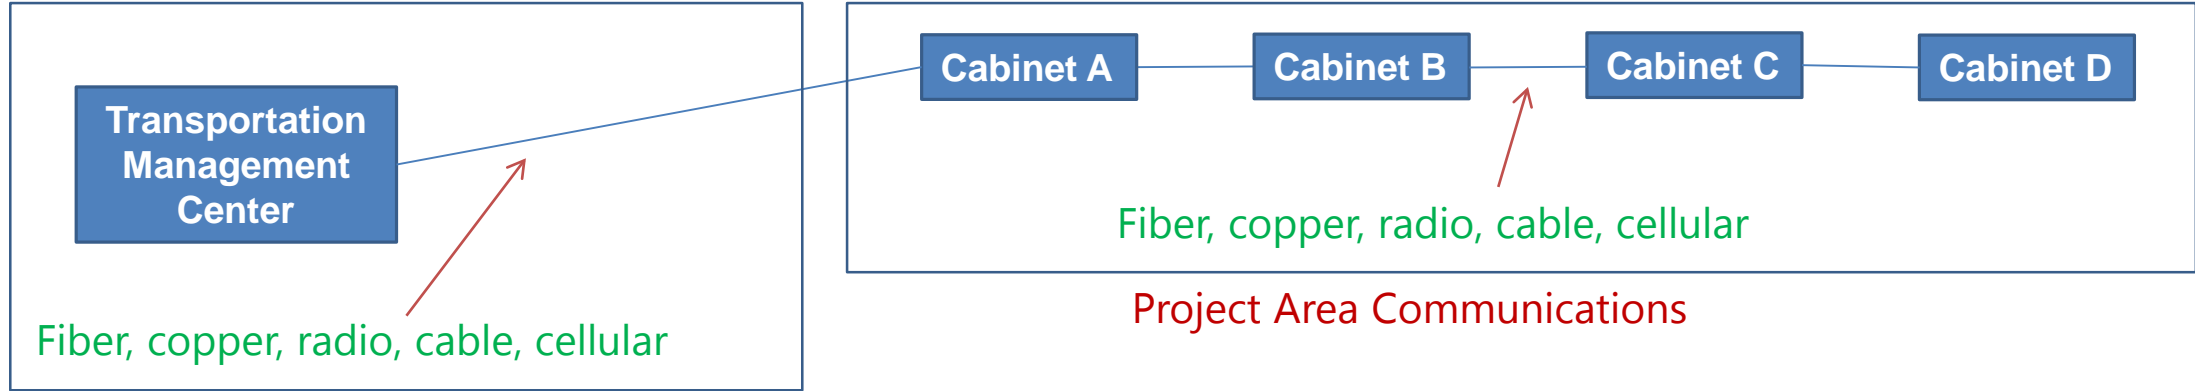 Transportation
Management
Center
Fiber, copper, radio, cable, cellular
Cabinet A
Cabinet B
Cabinet C
Cabinet D
Fiber, copper, radio, cable, cellular
Project Area Communications